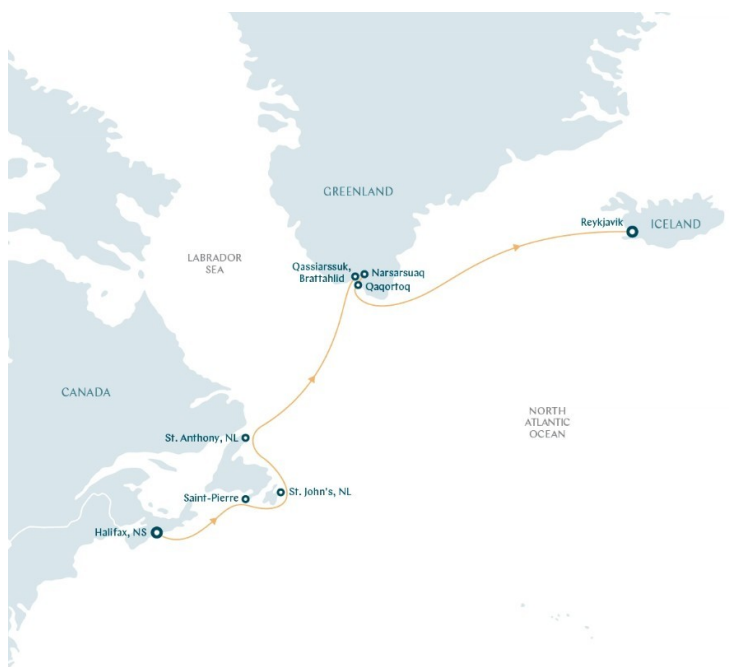 GREENLAND
Reykjavik
ICELAND
LABRADOR
SEA
Qassiarssuk,
Brattahlid
Narsarsuaq
Qaqortoq
CANADA
NORTH
ATLANTIC
OCEAN
St. Anthony, NL
Saint-Pierre
St. John's, NL
Halifax, NS